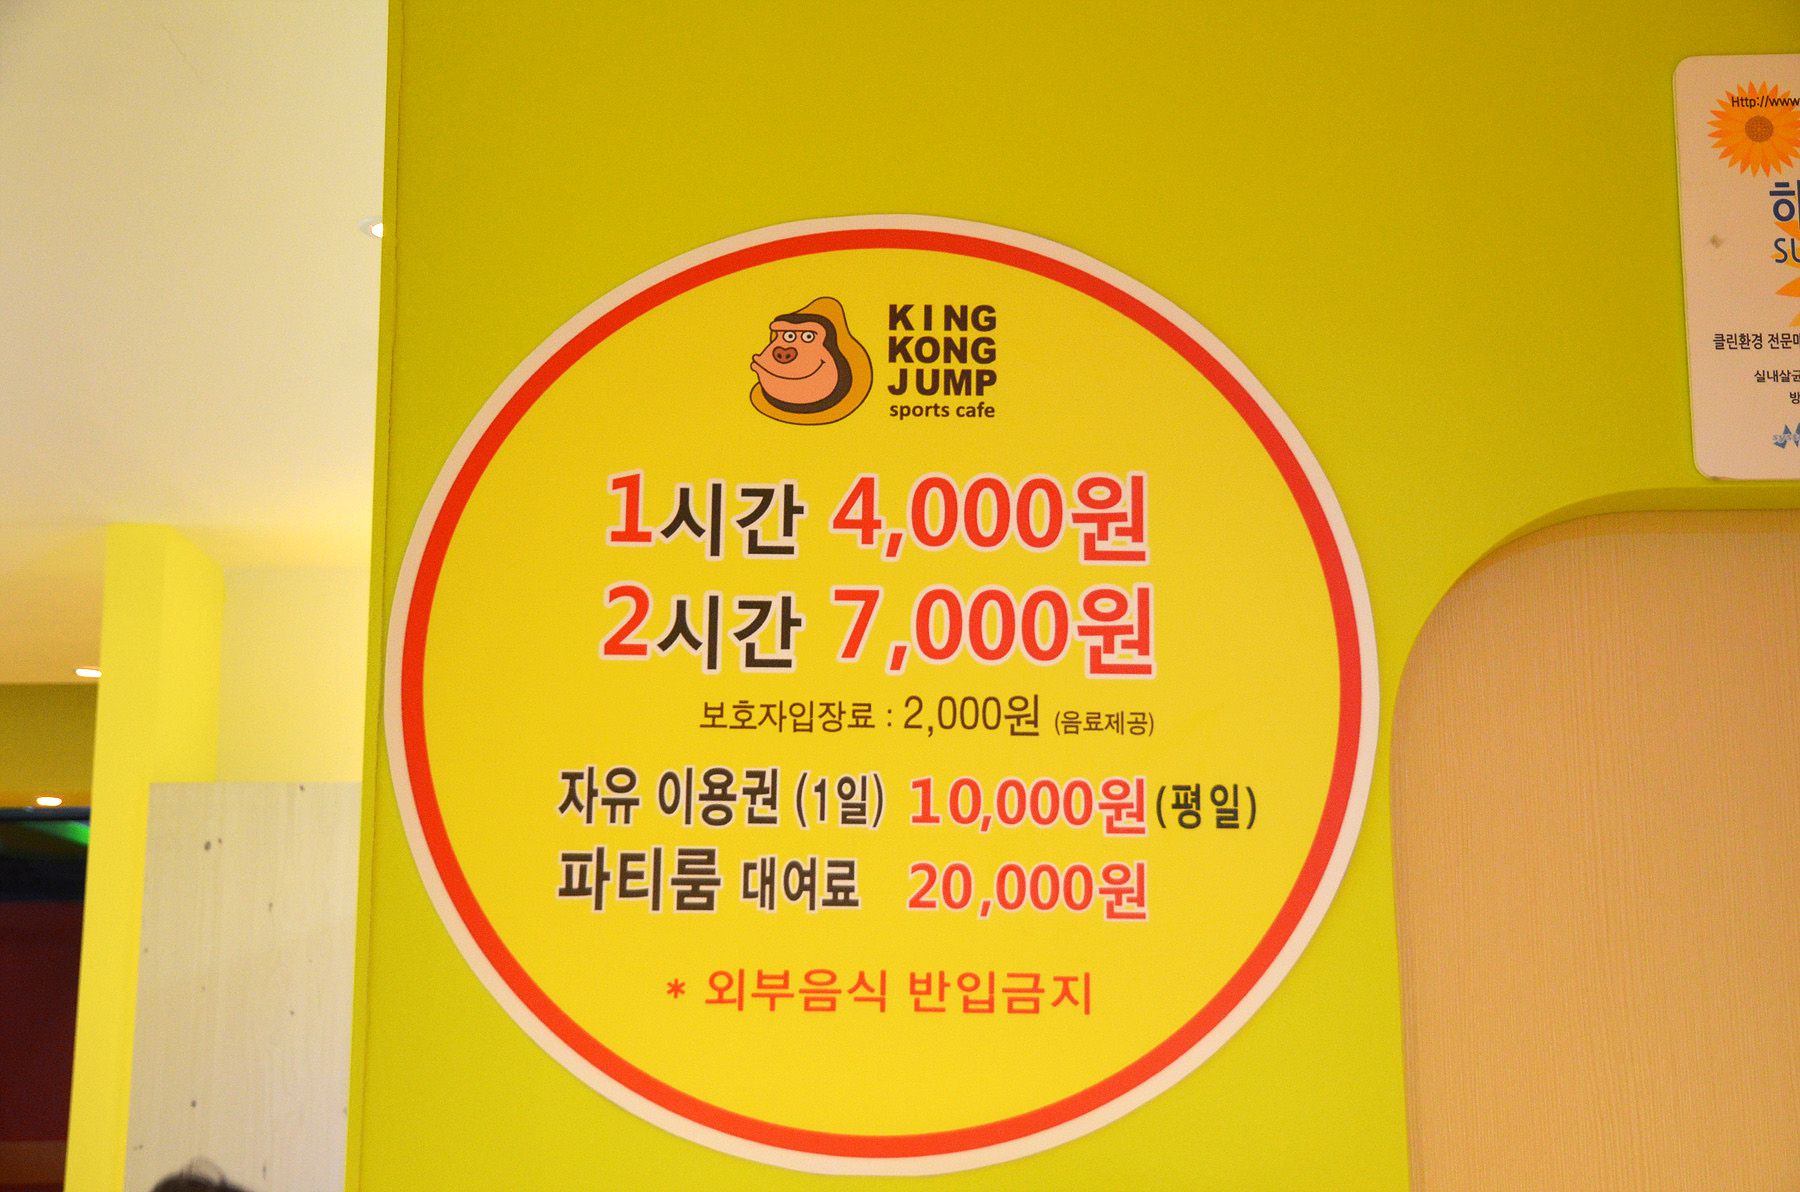 KING
KONG
JUMP
sports cafe
1시간 4,000원
2시간 7,000원
보호자입장료 : 2,000원 (음료제공)
자유 이용권 (1일) 10,000원 (평일)
파티룸 대여료 20,000원
* 외부음식 반입금지
Http://www
클린환경